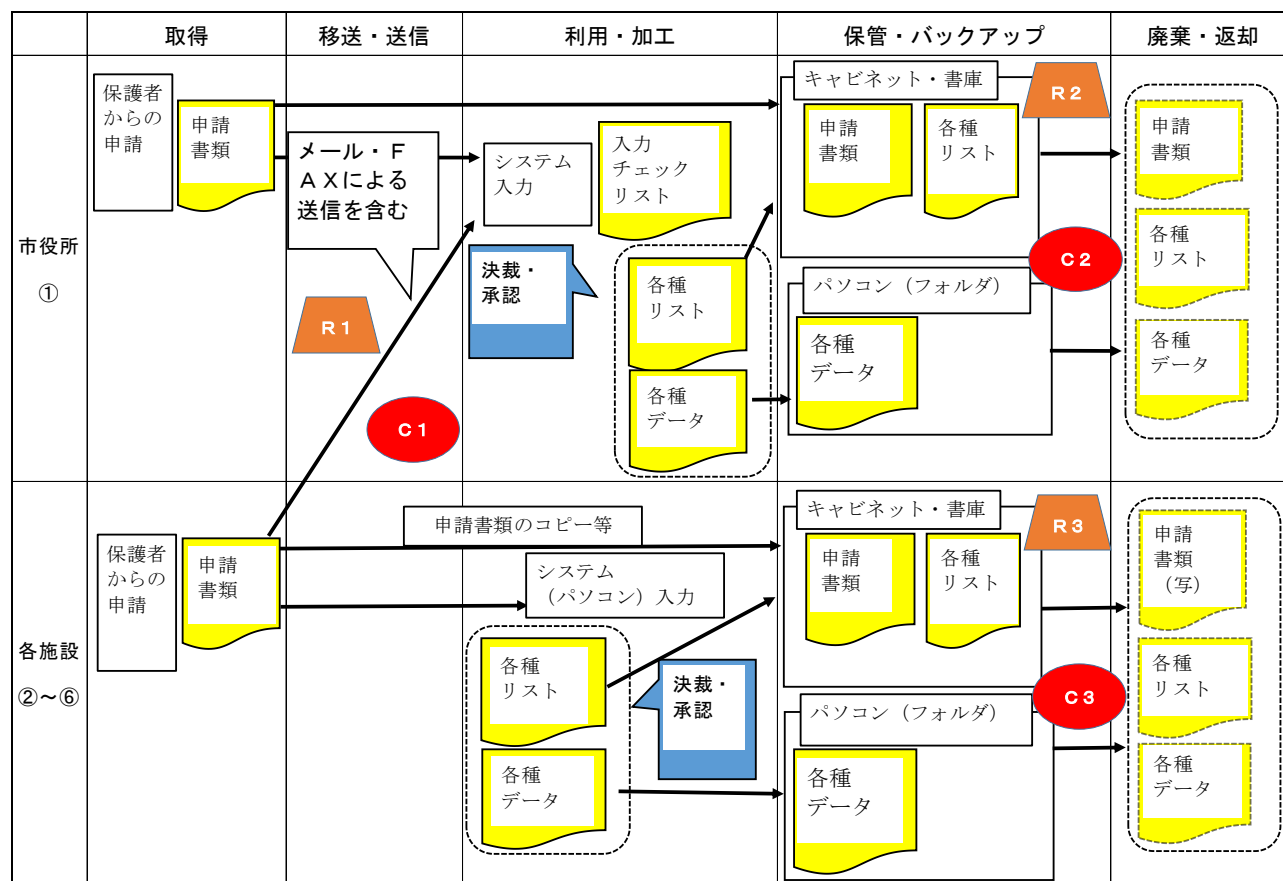 取得
移送・送信
利用・加工
保管・バックアップ
廃棄・返却
市役所
①
保護者
からの
申請
申請
書類
メール・F
AXによる
送信を含む
R1
C1
システム
入力
入力
チェック
リスト
決裁・
承認
各種
リスト
各種
データ
キャビネット・書庫
R2
申請
書類
各種
リスト
C2
パソコン(フォルダ)
各種
データ
申請
書類
各種
リスト
各種
データ
各施設
②~⑥
保護者
からの
申請
申請
書類
申請書類のコピー等
システム
(パソコン)入力
各種
リスト
決裁・
承認
各種
データ
キャビネット・書庫
R3
申請
書類
各種
リスト
C3
パソコン(フォルダ)
各種
データ
申請
書類
(写)
各種
リスト
各種
データ